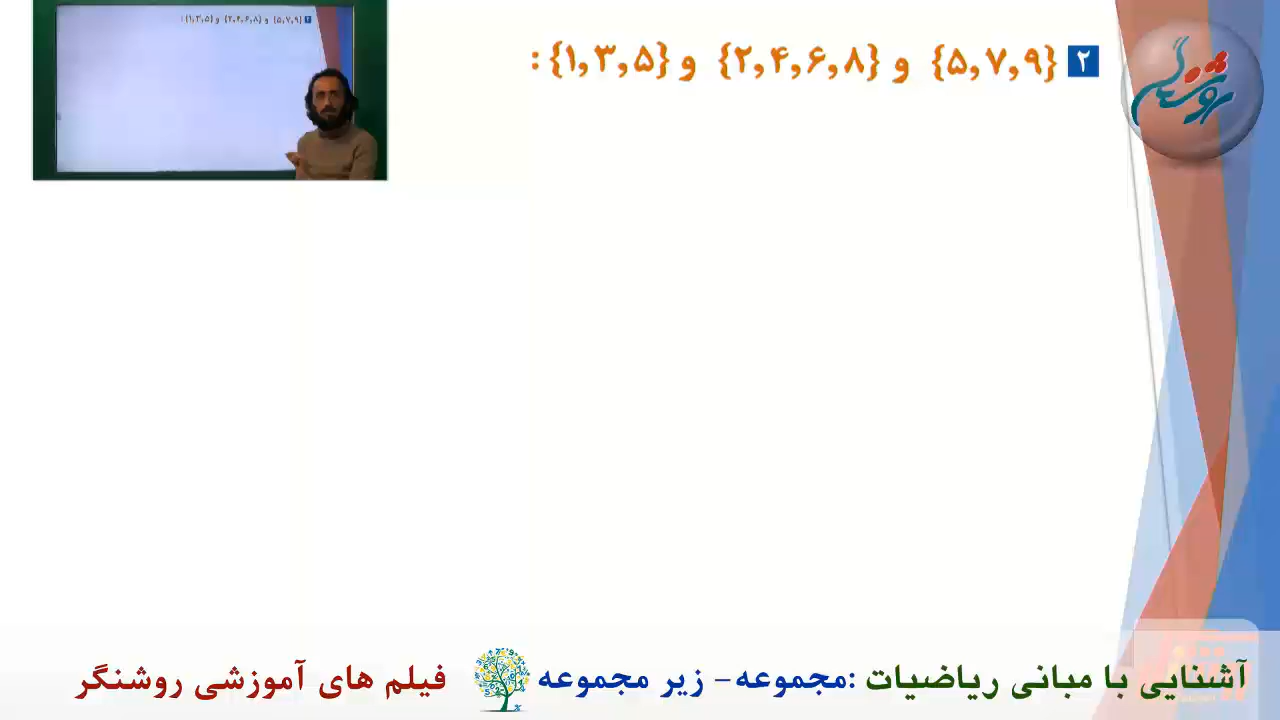 ۲ {۵,۷,۹} و {۲,۴,۶,۸} و {۱,۳,۵} :
روشنگر
آشنایی با مبانی ریاضیات :مجموعه- زیر مجموعه فیلم های آموزشی روشنگر